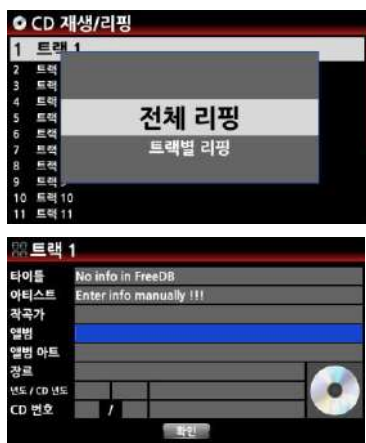 CD 재생/리핑
1 트랙 1
2 트랙
3 트랙
4 트랙
5 트랙
6 트랙
7 트랙
8 트랙
9 트랙
10 트랙 10
11 트랙 11
전체 리핑
트랙별 리핑
트랙 1
타이틀 No info in FreeDB
아티스트 Enter info manually !!!
작곡가
앨범
앨범 아트
장르
년도 / CD 년도
CD 번호 /
확인